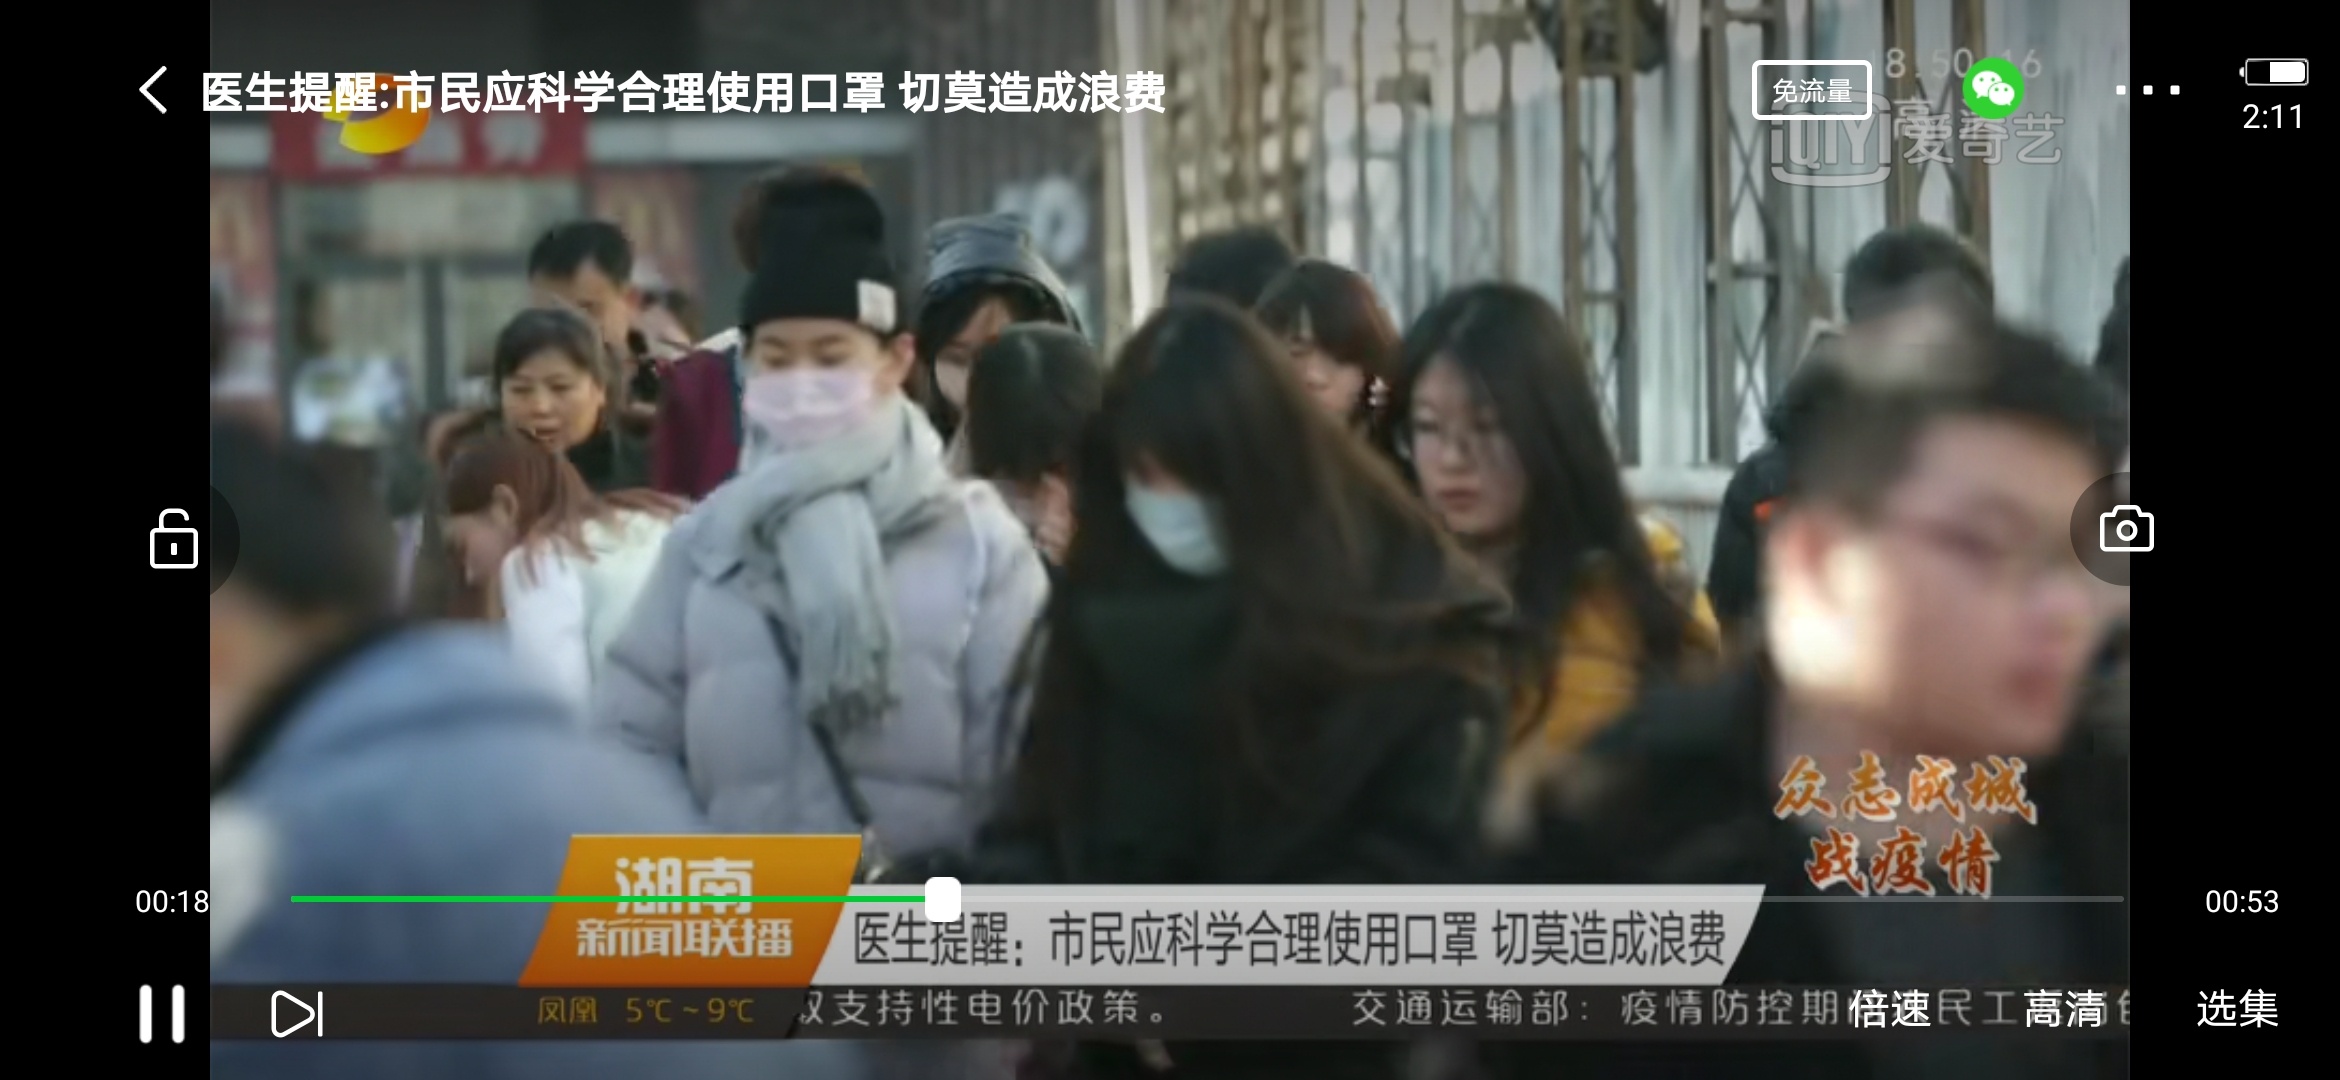 医生提醒:市民应科学合理使用口罩 切莫造成浪费
免流量
2:11
QIY 爱奇艺
众志成城
战疫情
00:18
00:53
湖南
新闻联播
医生提醒：市民应科学合理使用口罩 切莫造成浪费
凤凰 5℃~9℃
支持性电价政策。
交通运输部：疫情防控期
民工
倍速
高清
选集